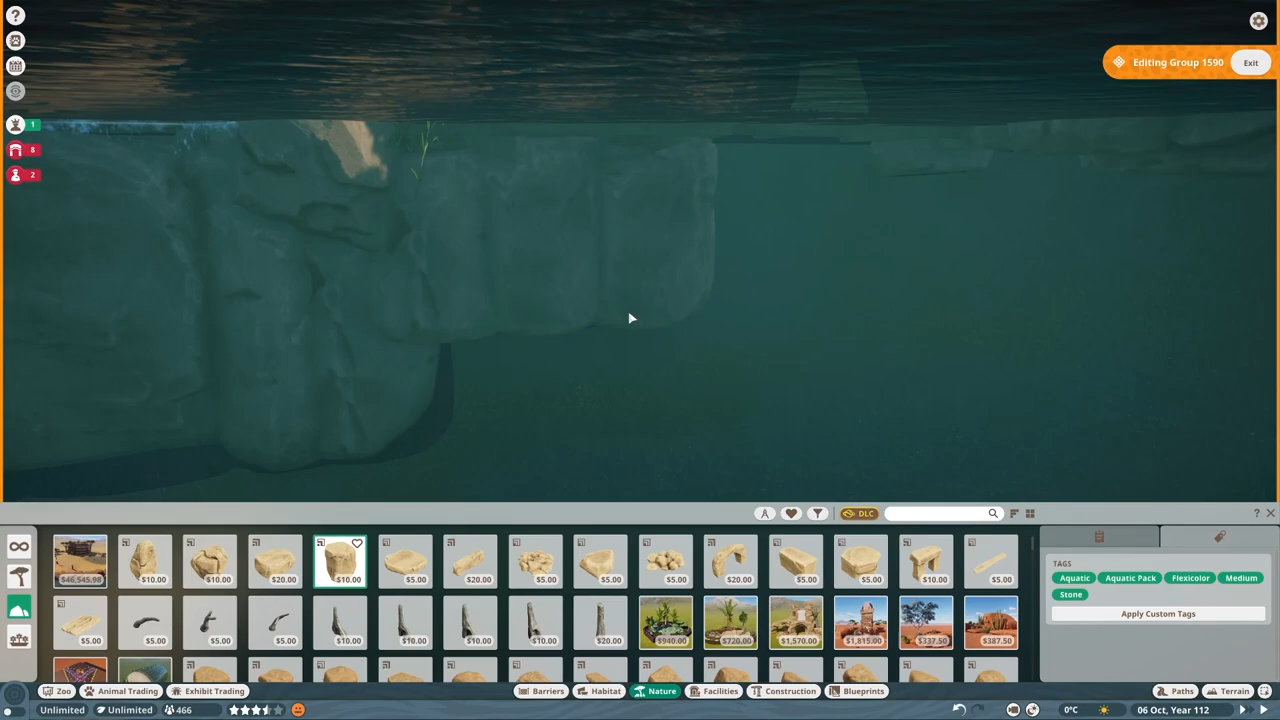 ?
Editing Group 1590 Exit
1
8
2
DLC
? ×
$46,545.98 $10.00 $10.00 $20.00 $10.00 $5.00 $20.00 $5.00 $5.00 $5.00 $20.00 $5.00 $5.00 $10.00 $5.00
TAGS
Aquatic Aquatic Pack Flexicolor Medium
Stone
Apply Custom Tags
$5.00 $5.00 $5.00 $5.00 $10.00 $10.00 $10.00 $10.00 $20.00 $940.00 $720.00 $1,570.00 $1,815.00 $337.50 $387.50
Zoo Animal Trading Exhibit Trading Barriers Habitat Nature Facilities Construction Blueprints Paths Terrain
Unlimited Unlimited 466 0°C 06 Oct, Year 112